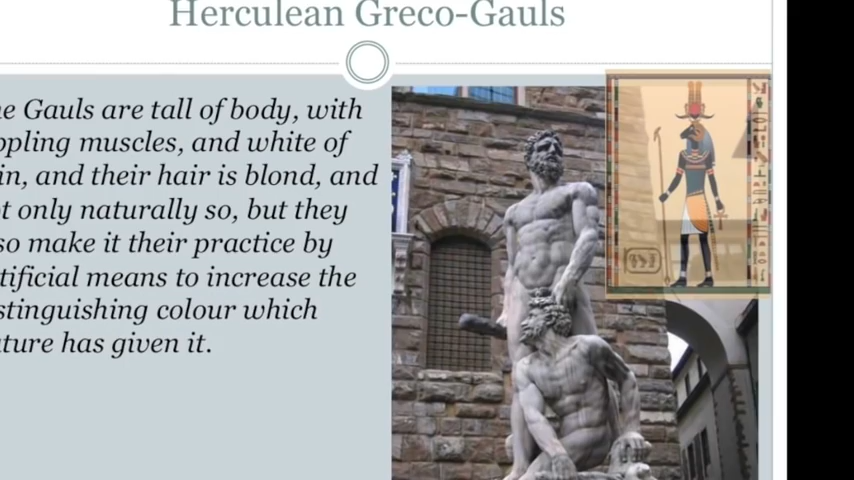 Herculean Greco-Gauls
e Gauls are tall of body, with
ppling muscles, and white of
in, and their hair is blond, and
t only naturally so, but they
so make it their practice by
tificial means to increase the
stinguishing colour which
ture has given it.